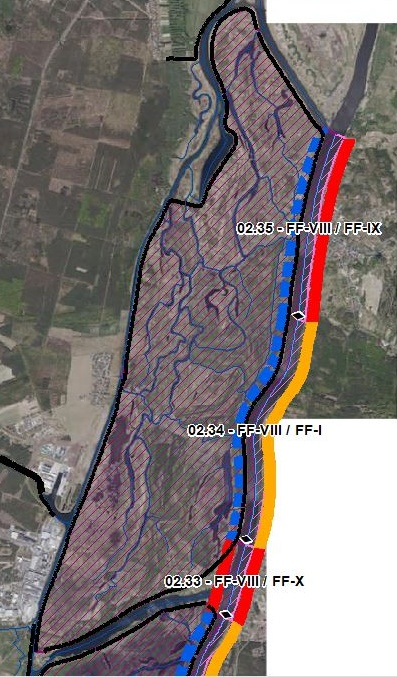 02.35 - FF-VIII / FF-IX
02.34 - FF-VIII / FF-I
02.33 - FF-VIII / FF-X